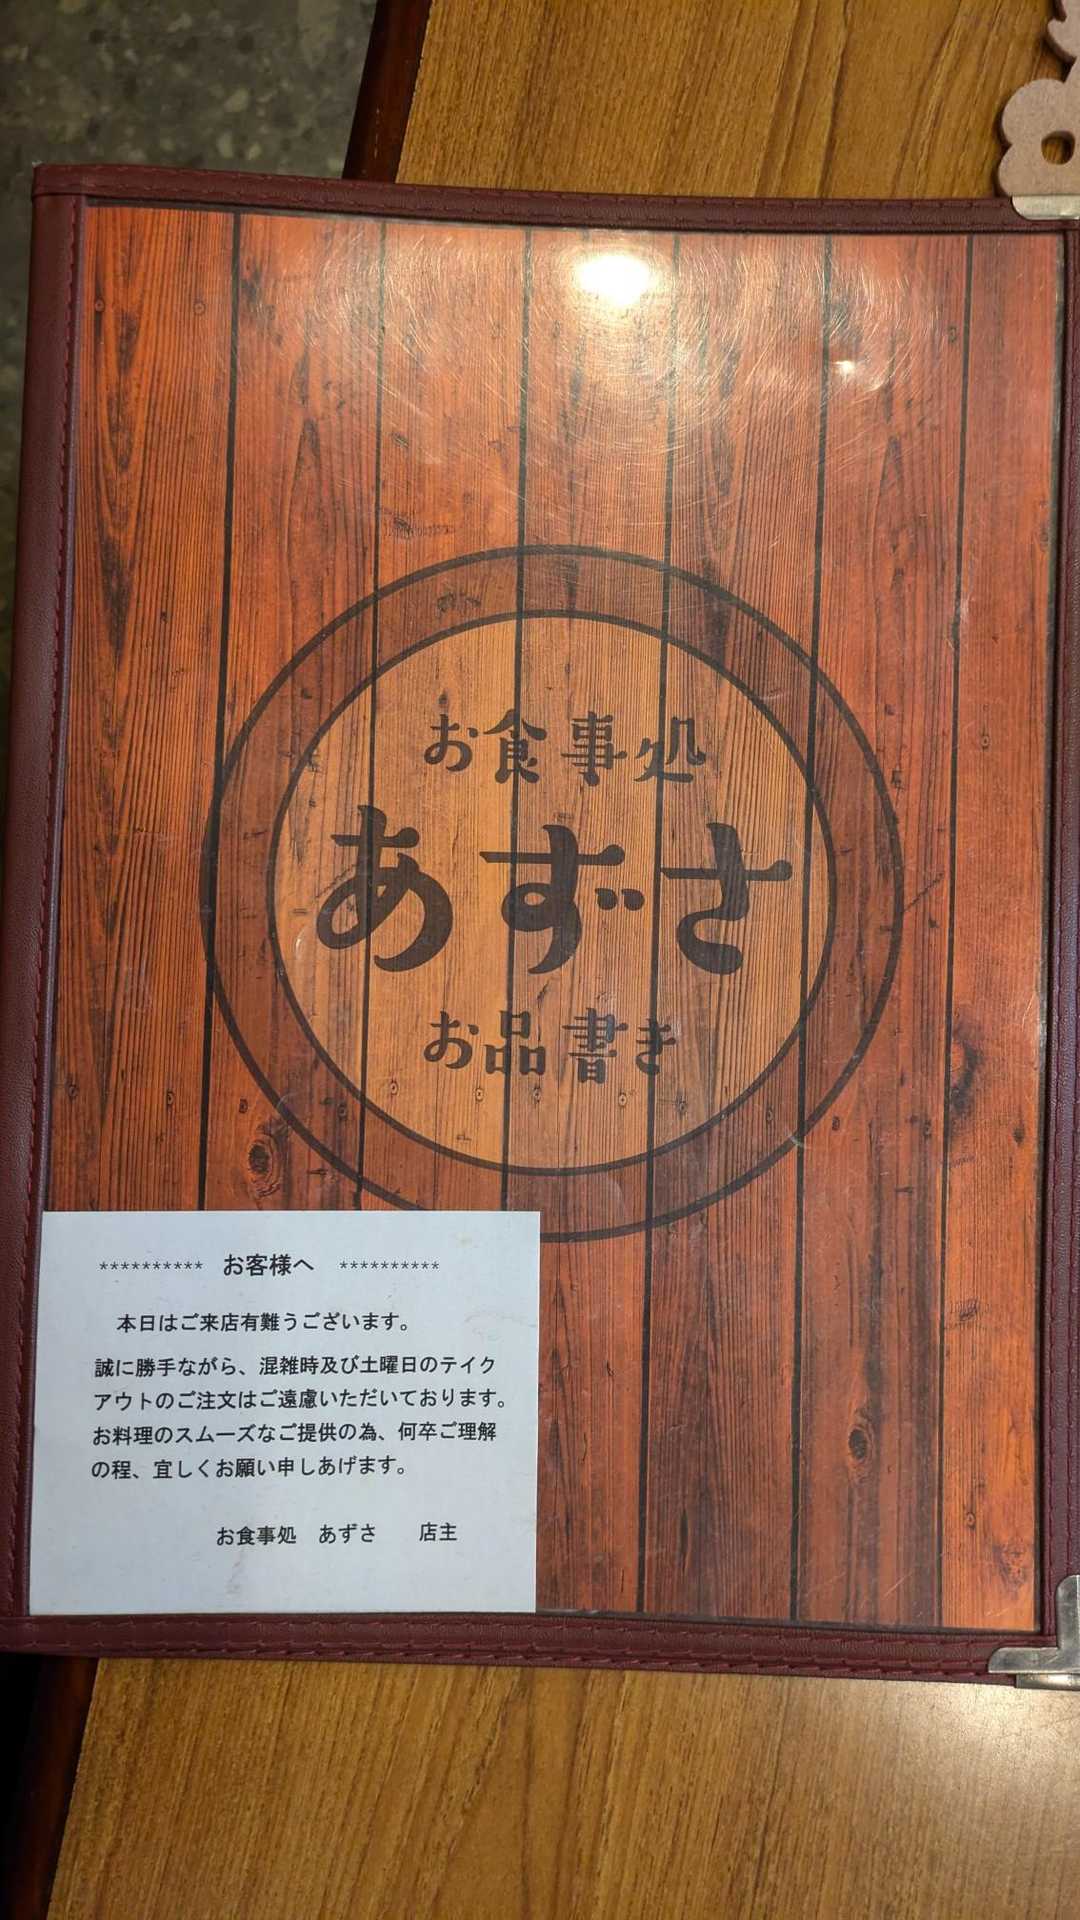 お食事処
あずさ
お品書き
********** お客様へ **********
本日はご来店有難うございます。
誠に勝手ながら、混雑時及び土曜日のテイク
アウトのご注文はご遠慮いただいております。
お料理のスムーズなご提供の為、何卒ご理解
の程、宜しくお願い申しあげます。
お食事処　あずさ　　店主